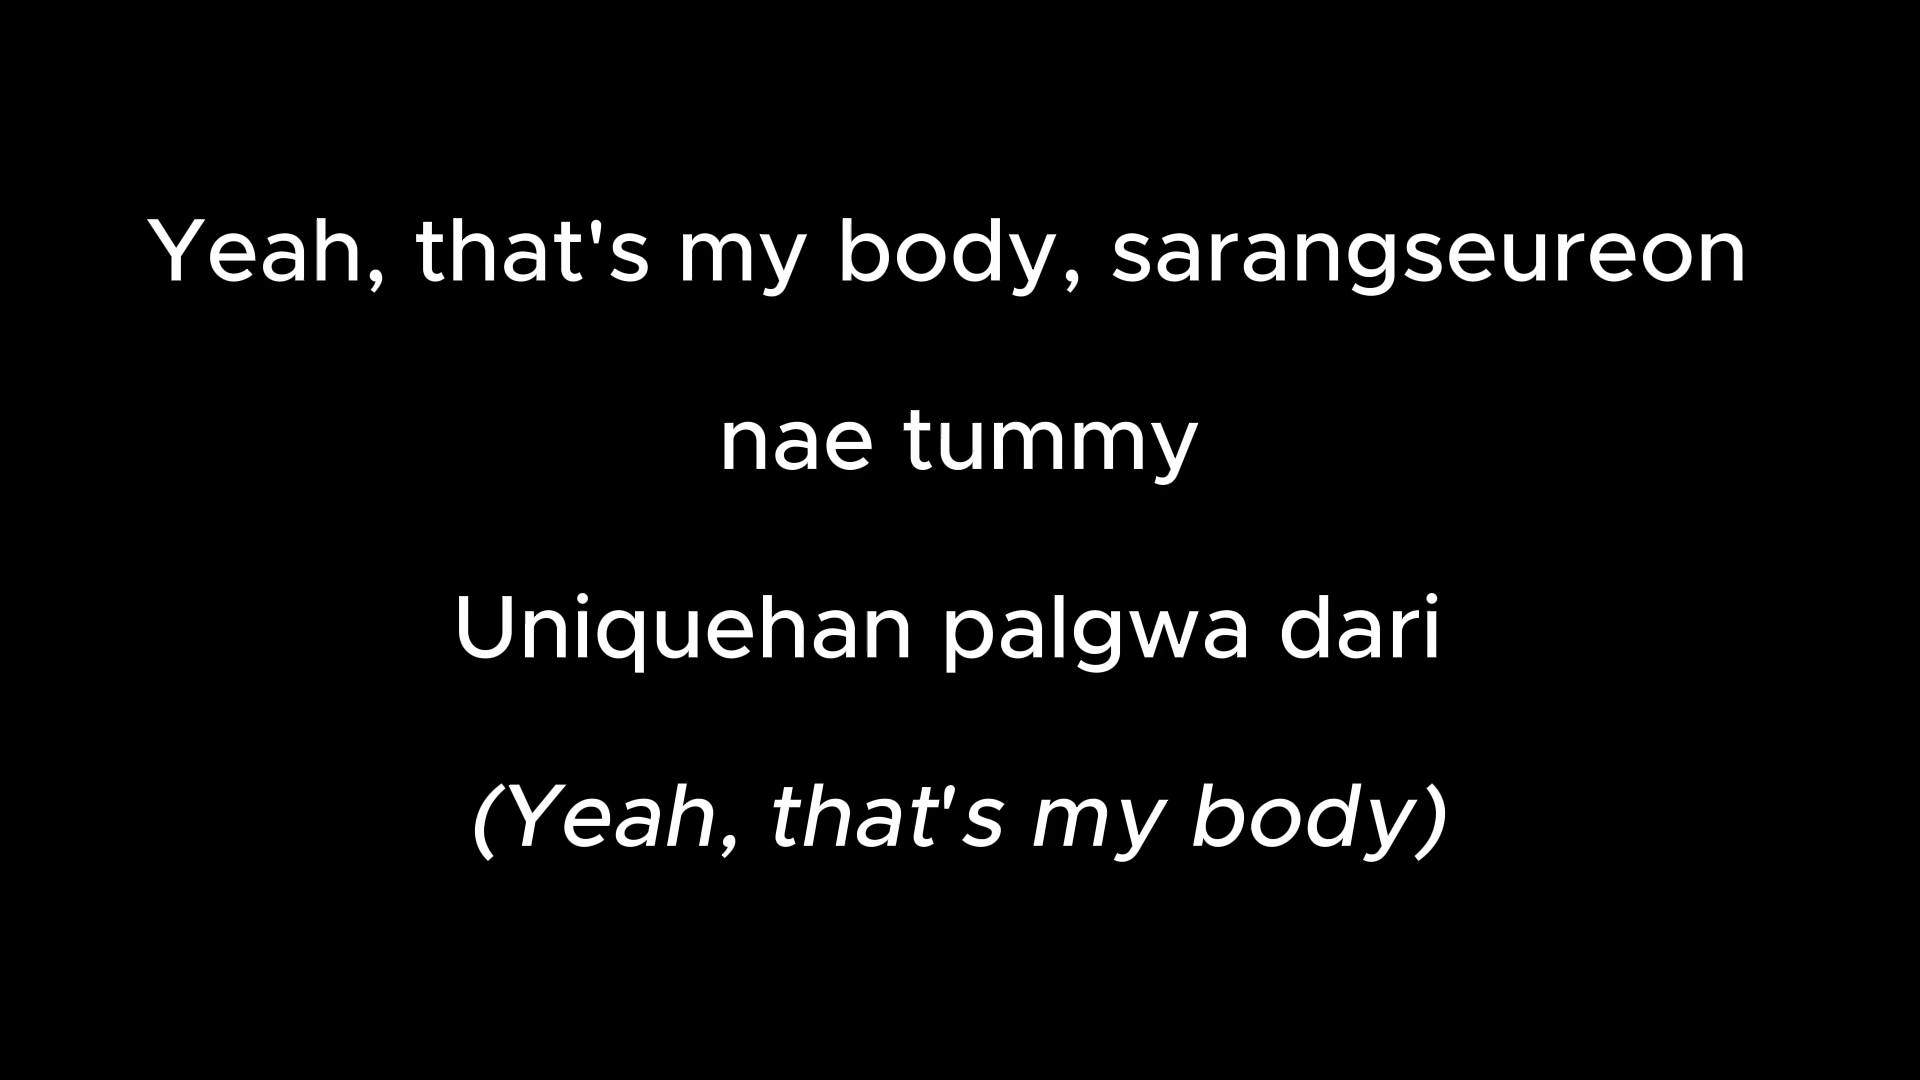 Yeah, that's my body, sarangseureon
nae tummy
Uniquehan palgwa dari
(Yeah, that's my body)